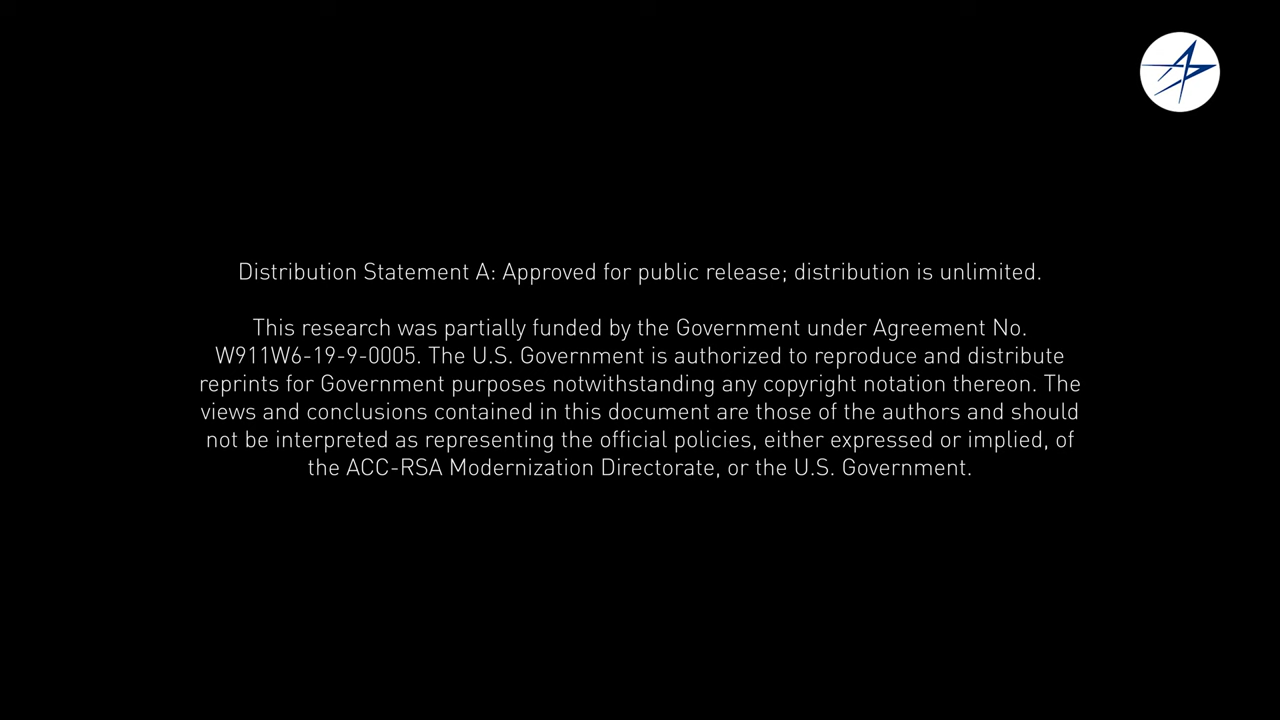 Distribution Statement A: Approved for public release; distribution is unlimited.
This research was partially funded by the Government under Agreement No.
W911W6-19-9-0005. The U.S. Government is authorized to reproduce and distribute
reprints for Government purposes notwithstanding any copyright notation thereon. The
views and conclusions contained in this document are those of the authors and should
not be interpreted as representing the official policies, either expressed or implied, of
the ACC-RSA Modernization Directorate, or the U.S. Government.